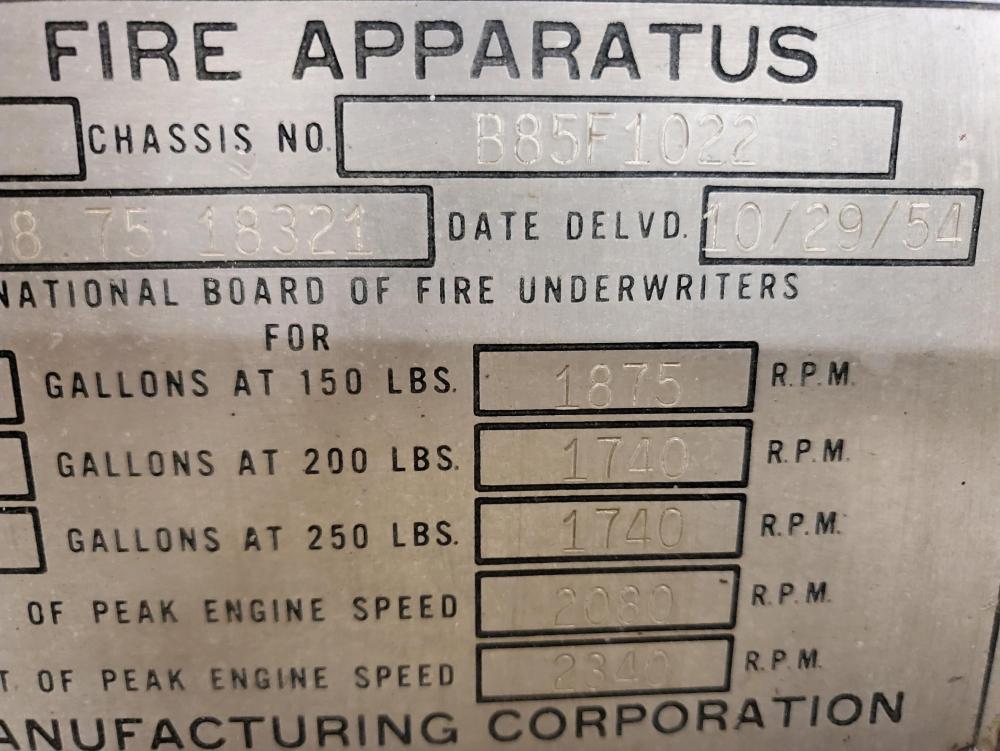 FIRE APPARATUS
CHASSIS NO. B85F1022
8 75 18321 DATE DELVD. 10/29/54
NATIONAL BOARD OF FIRE UNDERWRITERS
FOR
GALLONS AT 150 LBS. 1875 R.P.M.
GALLONS AT 200 LBS. 1740 R.P.M.
GALLONS AT 250 LBS. 1740 R.P.M.
OF PEAK ENGINE SPEED 2080 R.P.M.
T. OF PEAK ENGINE SPEED 2340 R.P.M.
ANUFACTURING CORPORATION